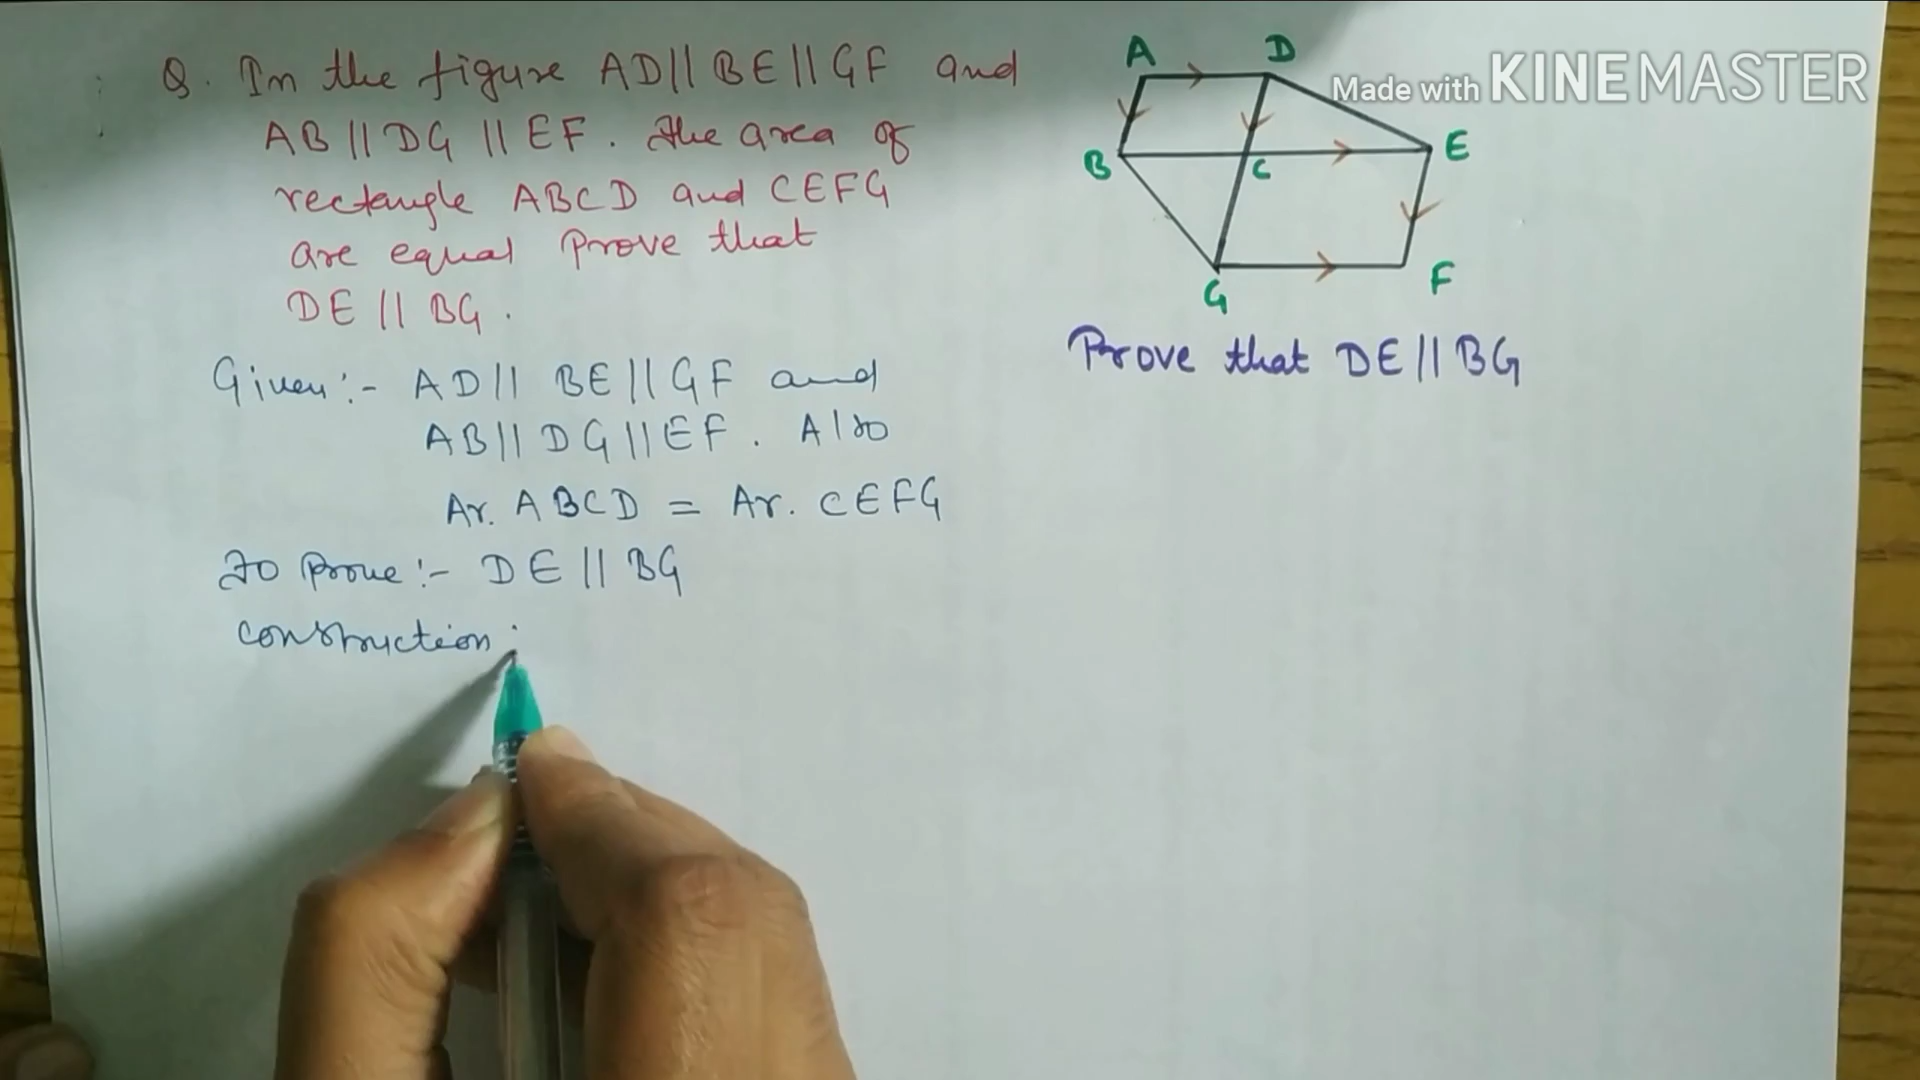 Q. In the figure AD || BE || GF and
AB || DG || EF. The area of
rectangle ABCD and CEFG
are equal Prove that
DE || BG.
Given :- AD || BE || GF and
AB || DG || EF. Also
Ar. ABCD = Ar. CEFG
To Prove :- DE || BG
construction :
A D
Made with KINEMASTER
B C E
G F
Prove that DE || BG